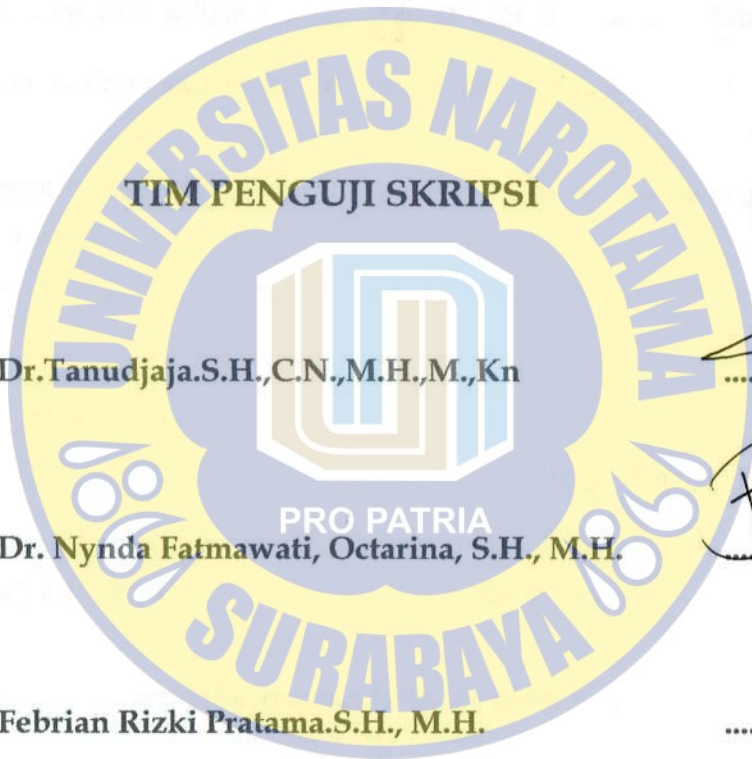 UNIVERSITAS NAROTAMA
TIM PENGUJI SKRIPSI
Dr.Tanudjaja.S.H.,C.N.,M.H.,M.,Kn
PRO PATRIA
Dr. Nynda Fatmawati, Octarina, S.H., M.H.
SURABAYA
Febrian Rizki Pratama.S.H., M.H.